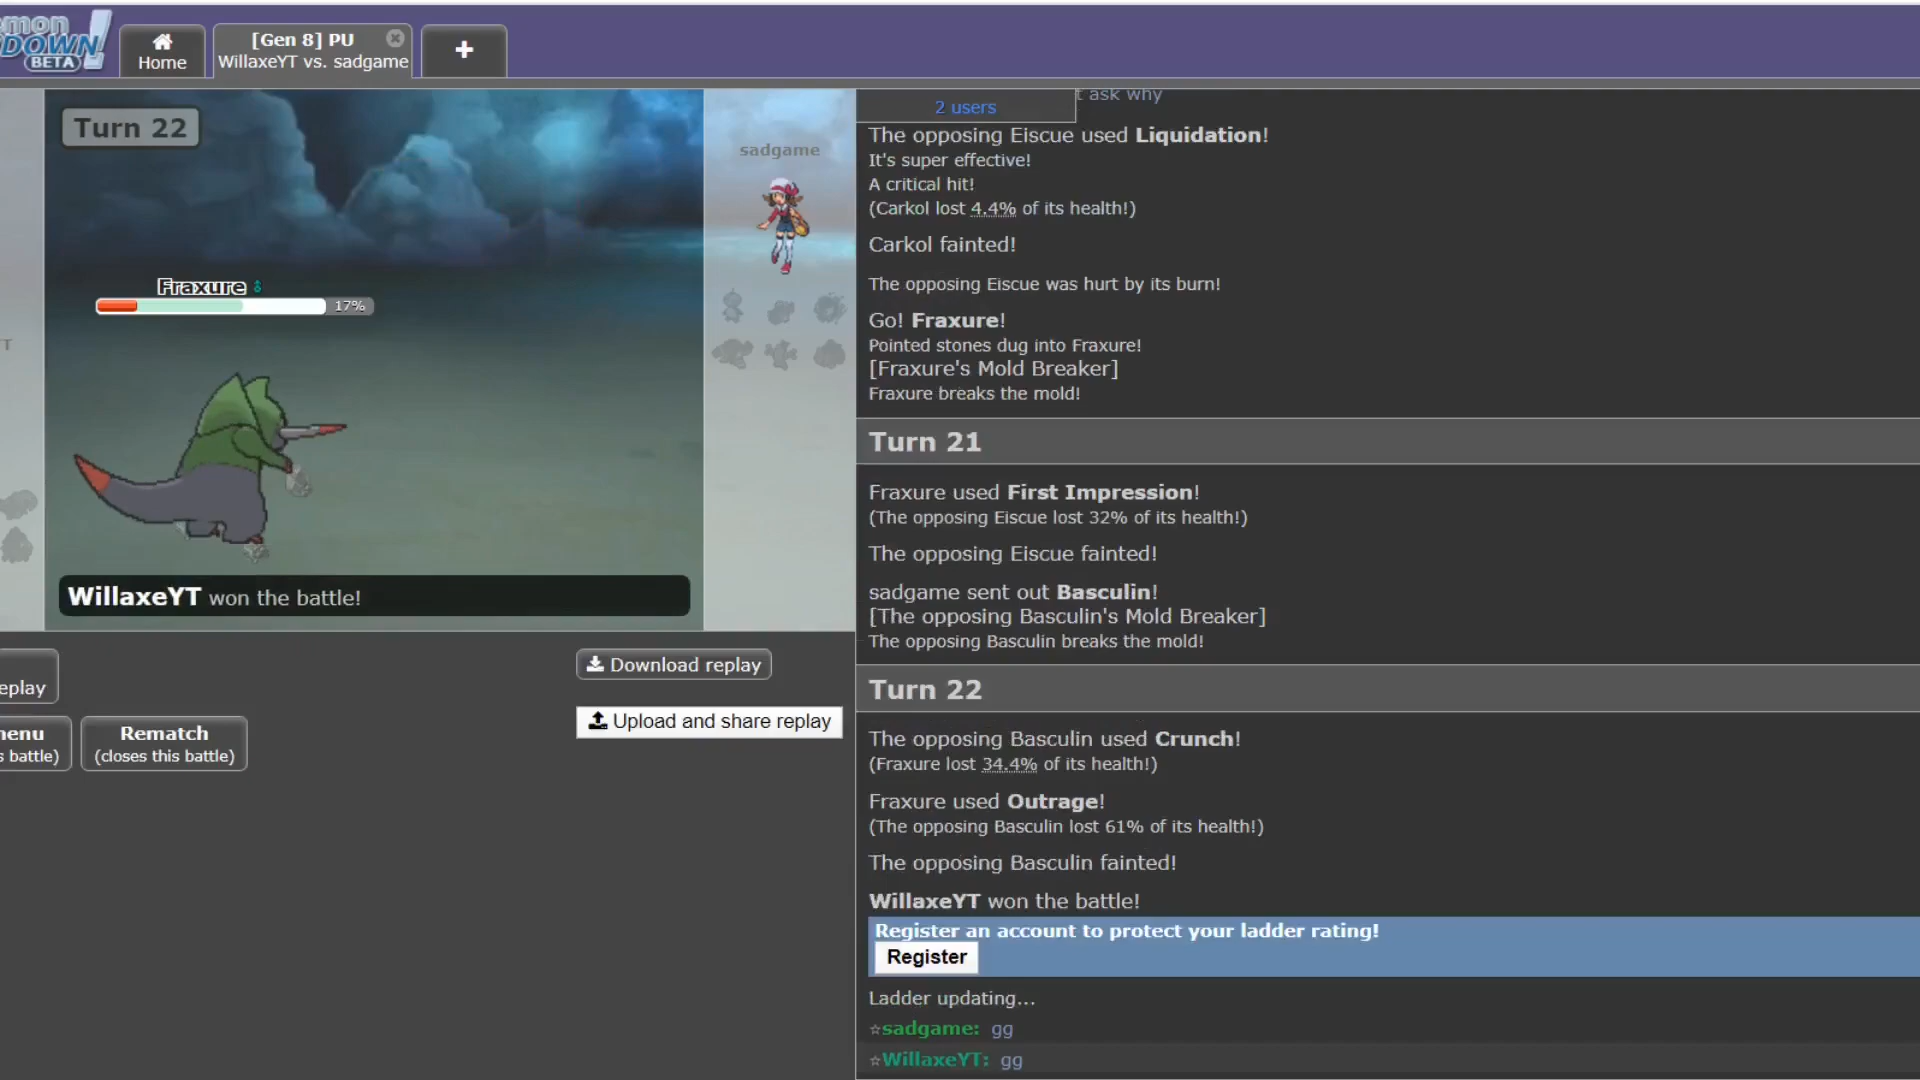 mon
DOWN!
BETA
Home
[Gen 8] PU
WillaxeYT vs. sadgame
+
Turn 22
sadgame
Fraxure
17%
T
WillaxeYT won the battle!
eplay
Download replay
Upload and share replay
enu
s battle)
Rematch
(closes this battle)
2 users
t ask why
The opposing Eiscue used Liquidation!
It's super effective!
A critical hit!
(Carkol lost 4.4% of its health!)
Carkol fainted!
The opposing Eiscue was hurt by its burn!
Go! Fraxure!
Pointed stones dug into Fraxure!
[Fraxure's Mold Breaker]
Fraxure breaks the mold!
Turn 21
Fraxure used First Impression!
(The opposing Eiscue lost 32% of its health!)
The opposing Eiscue fainted!
sadgame sent out Basculin!
[The opposing Basculin's Mold Breaker]
The opposing Basculin breaks the mold!
Turn 22
The opposing Basculin used Crunch!
(Fraxure lost 34.4% of its health!)
Fraxure used Outrage!
(The opposing Basculin lost 61% of its health!)
The opposing Basculin fainted!
WillaxeYT won the battle!
Register an account to protect your ladder rating!
Register
Ladder updating...
☆sadgame: gg
☆WillaxeYT: gg